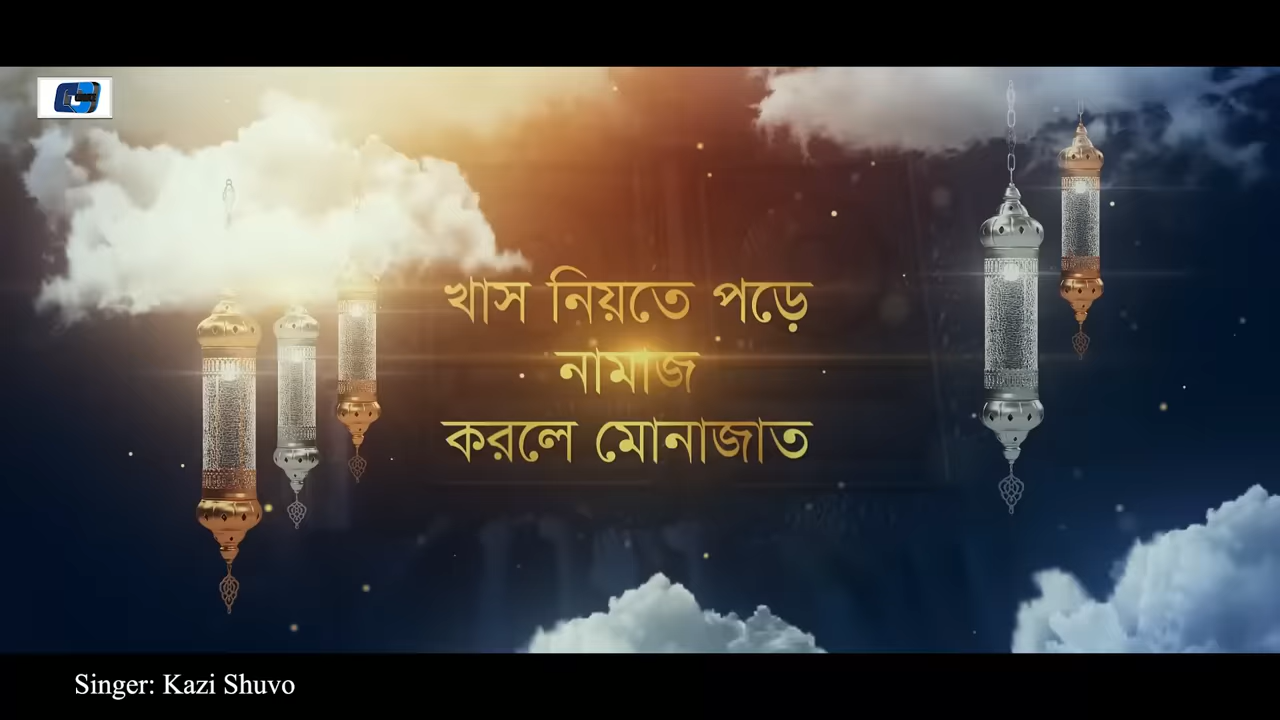 খাস নিয়তে পড়ে
নামাজ
করলে মোনাজাত
Singer: Kazi Shuvo